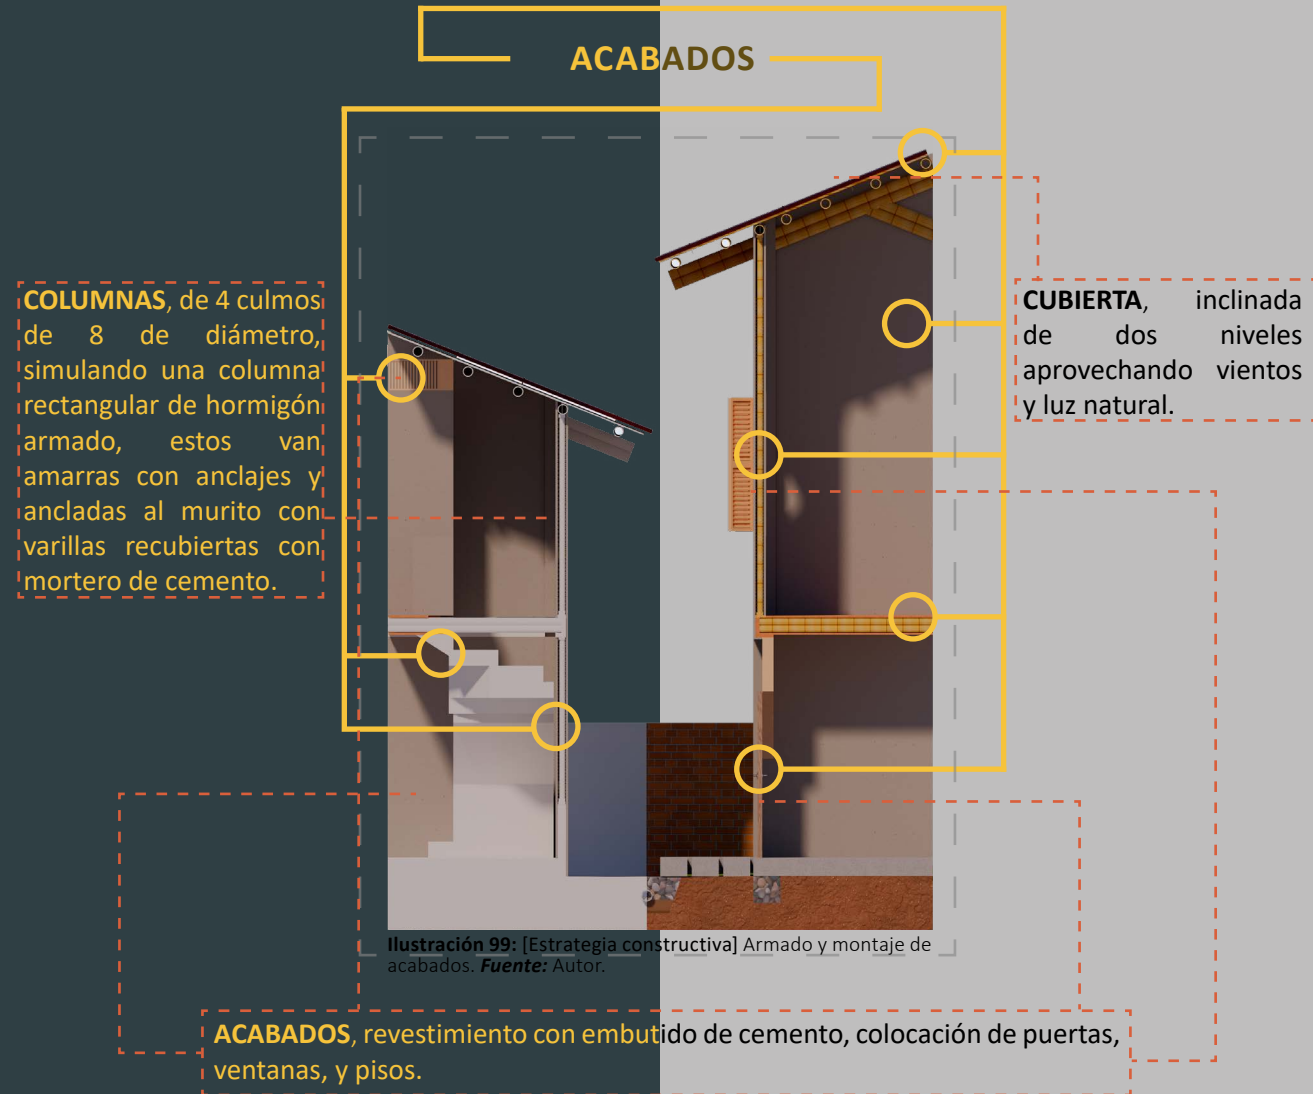 ACABADOS
COLUMNAS, de 4 culmos
de 8 de diámetro,
simulando una columna
rectangular de hormigón
armado, estos van
amarras con anclajes y
ancladas al murito con
varillas recubiertas con
mortero de cemento.
CUBIERTA, inclinada
de dos niveles
aprovechando vientos
y luz natural.
Ilustración 99: [Estrategia constructiva] Armado y montaje de
acabados. Fuente: Autor.
ACABADOS, revestimiento con embutido de cemento, colocación de puertas,
ventanas, y pisos.